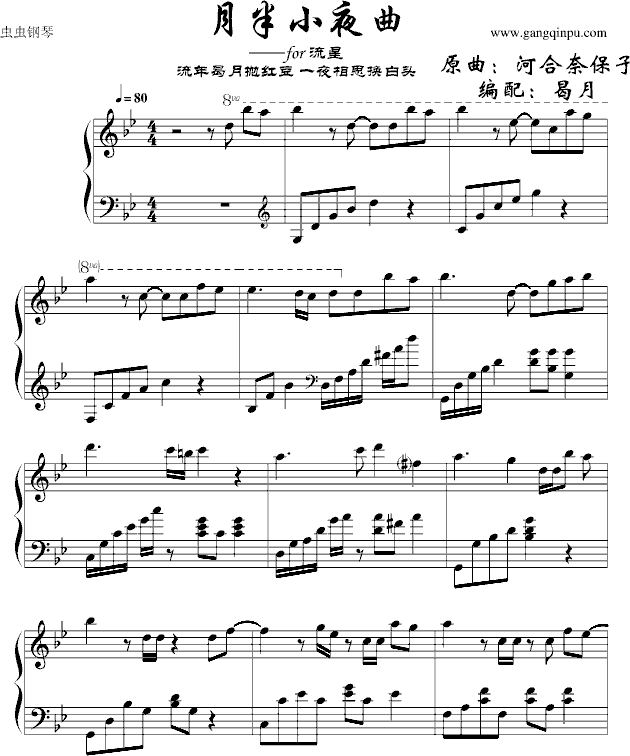 月半小夜曲
虫虫钢琴
www.gangqinpu.com
——for 流星
流年曷月抛红豆 一夜相思换白头
原曲：河合奈保子
编配：曷月
♩= 80
8va
(8va)